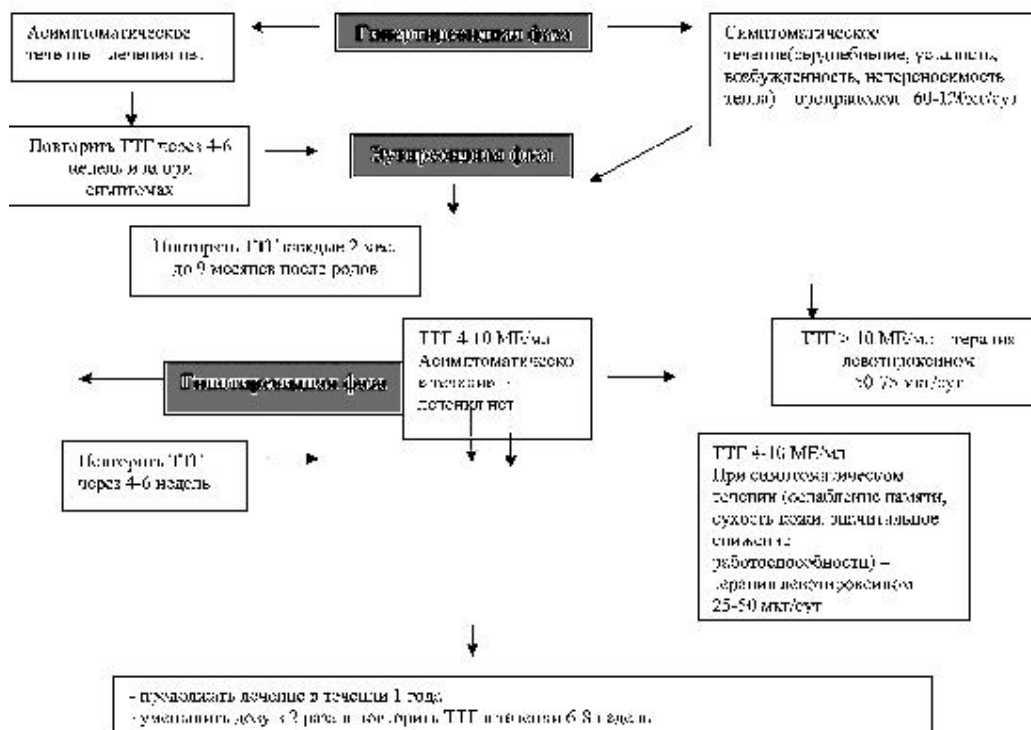 Асимптоматическое
течение лечения нет
Гипертиреоидная фаза
Симптоматическое
течение(сердцебиение, усталость,
возбужденность, непереносимость
тепла) пропранолол 60-120мг/сут
Повторить ТТГ через 4-6
недель или при
симптомах
Эутиреоидная фаза
Повторять ТТГ каждые 2 мес.
до 9 месяцев после родов
ТТГ 4-10 МЕ/мл
Асимптоматическо
е течение -
лечения нет
Гипотиреоидная фаза
ТТГ > 10 МЕ/мл терапия
левотироксином
50-75 мкг/сут
Повторить ТТГ
через 4-6 недель
ТТГ 4-10 МЕ/мл
При симптоматическом
течении (ослабление памяти,
сухость кожи, значительное
снижение
работоспособности) –
терапия левотироксином
25-50 мкг/сут
- продолжать лечение в течении 1 года
- уменьшить дозу в 2 раза и повторить ТТГ в течении 6-8 недель